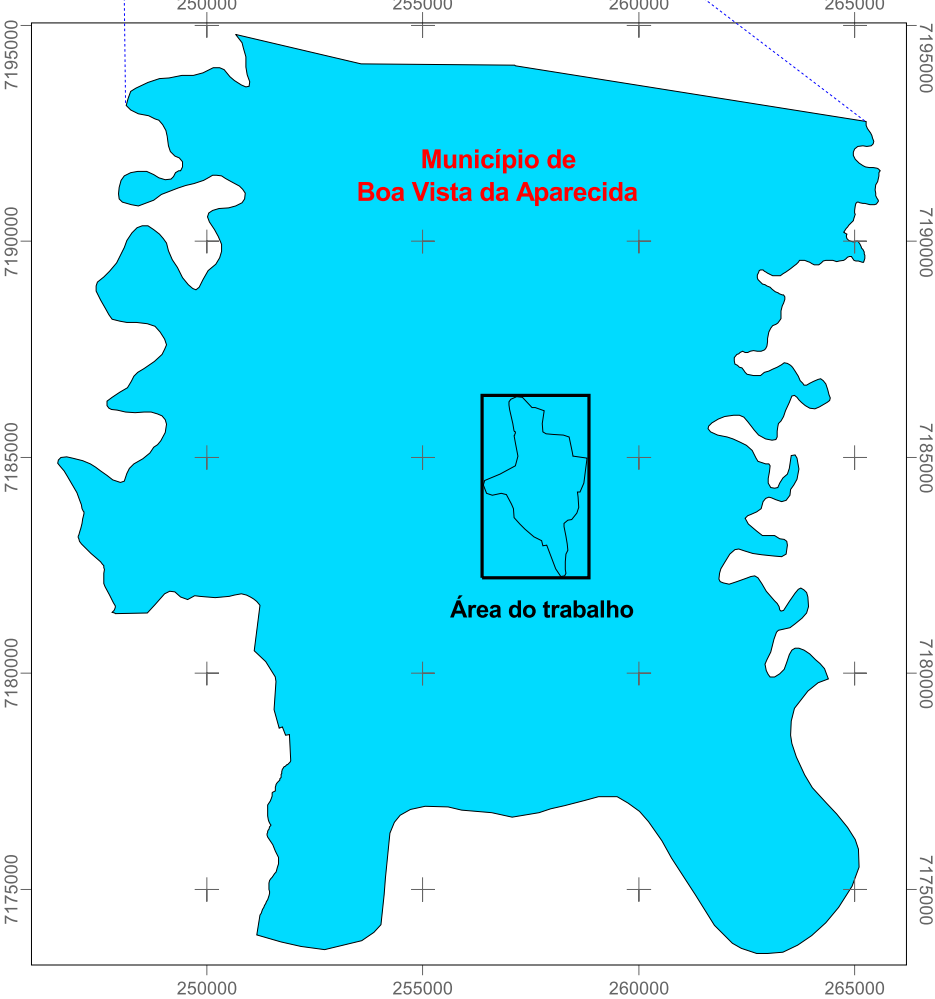 250000 255000 260000 265000
7195000 7195000
Município de
Boa Vista da Aparecida
7190000 7190000
7185000 7185000
Área do trabalho
7180000 7180000
7175000 7175000
250000 255000 260000 265000